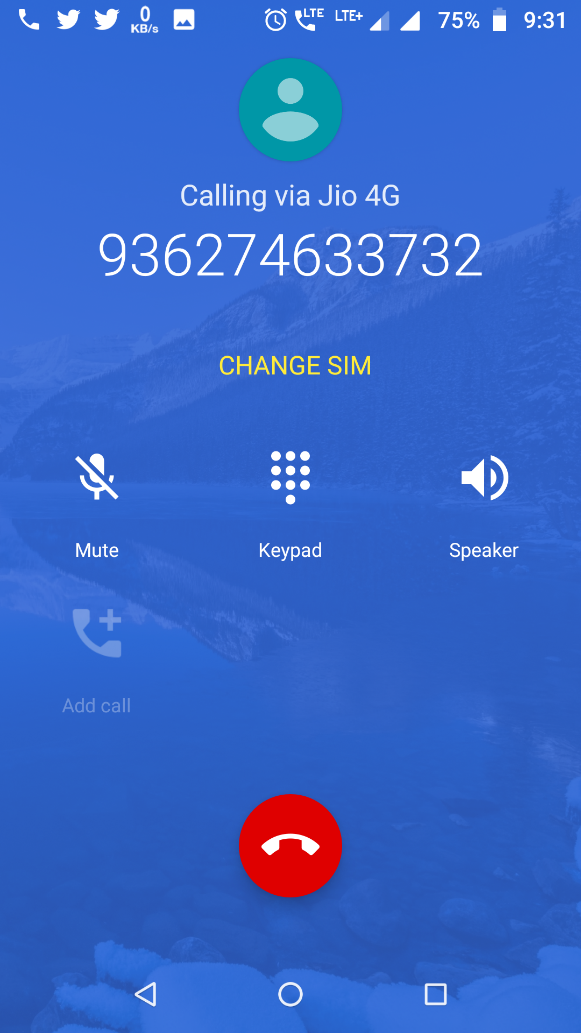 0 KB/s LTE LTE+ 75% 9:31
Calling via Jio 4G
936274633732
CHANGE SIM
Mute Keypad Speaker
Add call